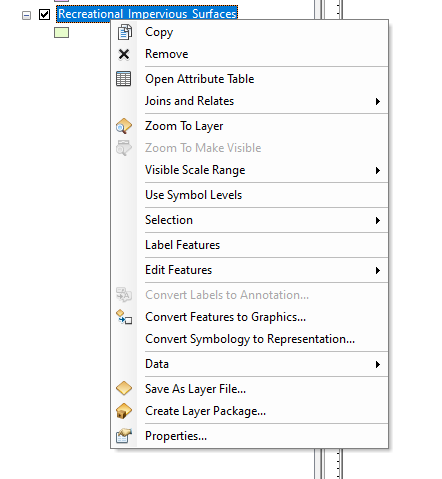 Recreational Impervious Surfaces
Copy
Remove
Open Attribute Table
Joins and Relates
Zoom To Layer
Zoom To Make Visible
Visible Scale Range
Use Symbol Levels
Selection
Label Features
Edit Features
Convert Labels to Annotation...
Convert Features to Graphics...
Convert Symbology to Representation...
Data
Save As Layer File...
Create Layer Package...
Properties...